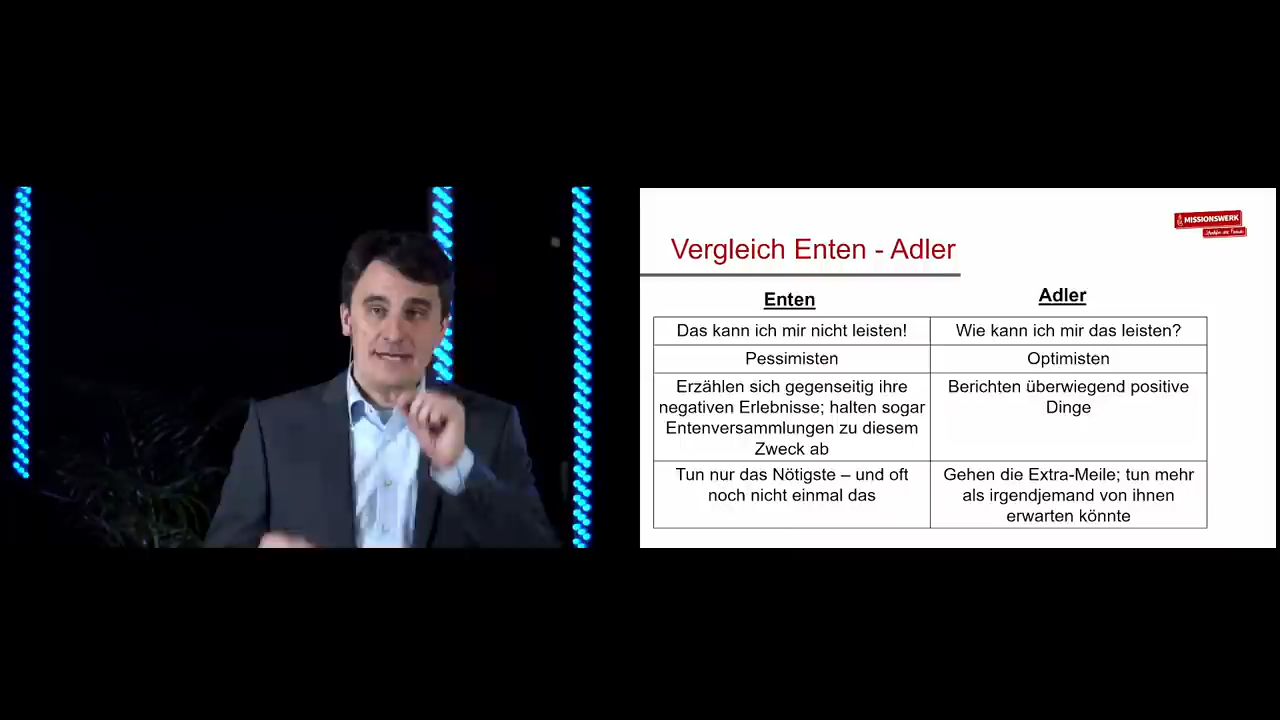 MISSIONSWERK
Vergleich Enten - Adler
Enten
Adler
Das kann ich mir nicht leisten!
Wie kann ich mir das leisten?
Pessimisten
Optimisten
Erzählen sich gegenseitig ihre
negativen Erlebnisse; halten sogar
Entenversammlungen zu diesem
Zweck ab
Berichten überwiegend positive
Dinge
Tun nur das Nötigste – und oft
noch nicht einmal das
Gehen die Extra-Meile; tun mehr
als irgendjemand von ihnen
erwarten könnte